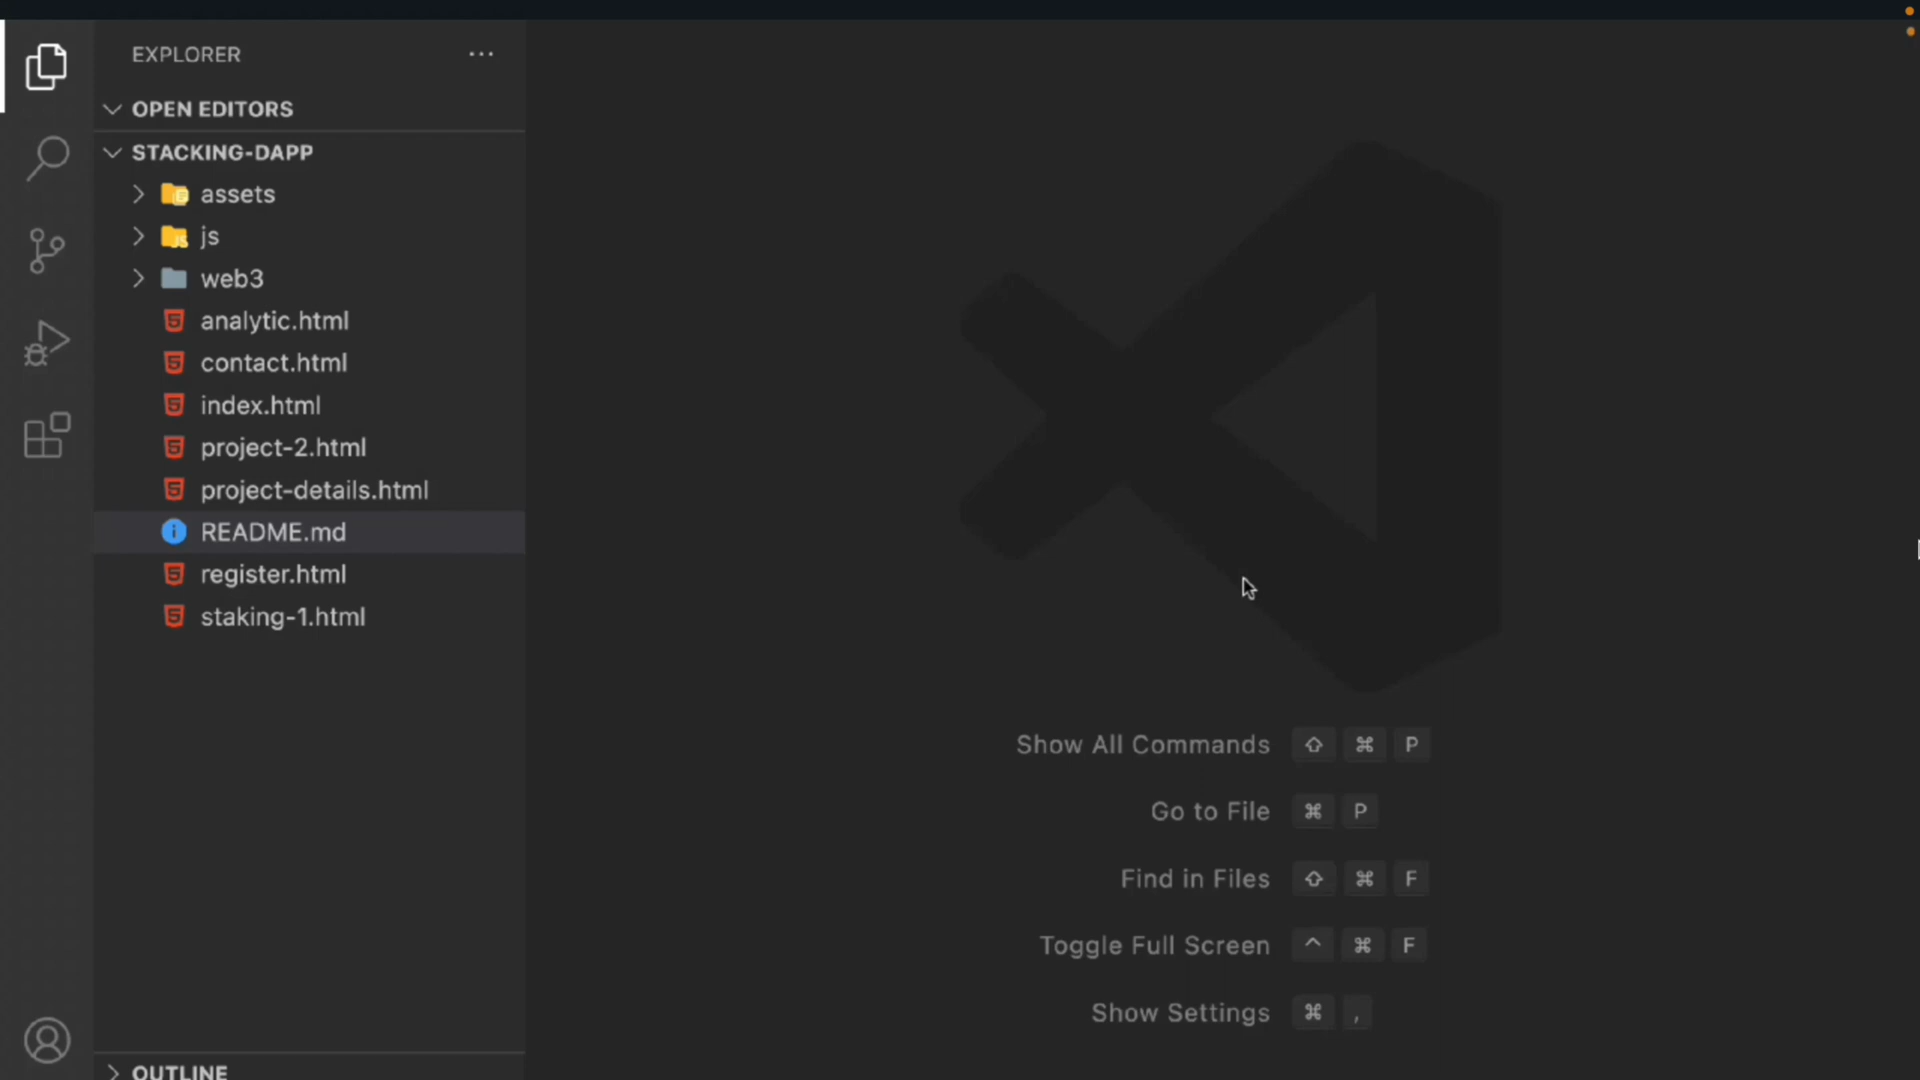 EXPLORER
OPEN EDITORS
STACKING-DAPP
assets
js
web3
analytic.html
contact.html
index.html
project-2.html
project-details.html
README.md
register.html
staking-1.html
OUTLINE
Show All Commands ⇧ ⌘ P
Go to File ⌘ P
Find in Files ⇧ ⌘ F
Toggle Full Screen ^ ⌘ F
Show Settings ⌘ ,